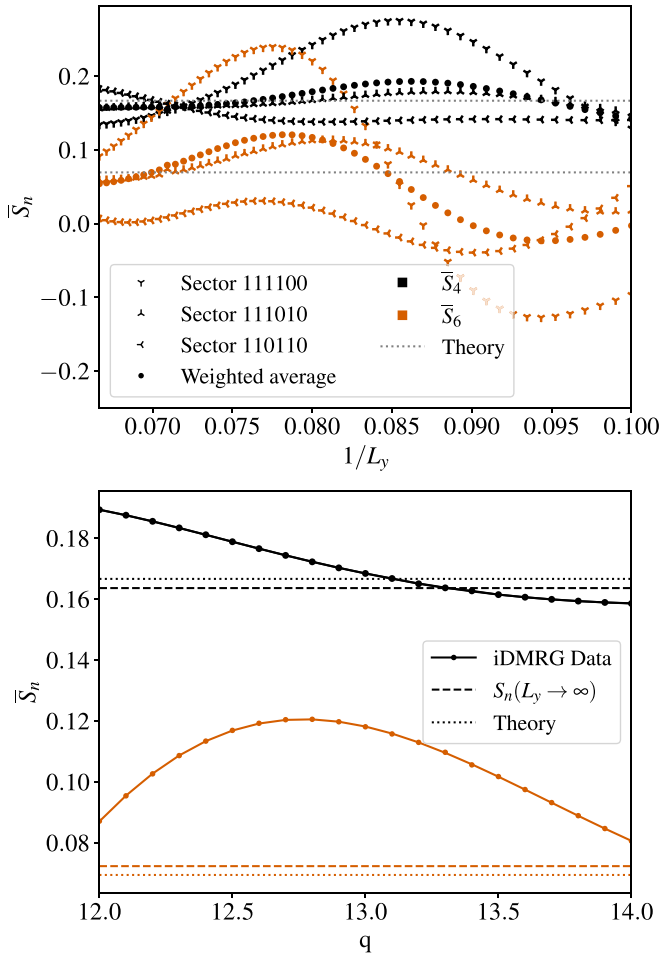 0.2
0.1
0.0
−0.1
−0.2
S̅ₙ
Sector 111100
Sector 111010
Sector 110110
Weighted average
S̅₄
S̅₆
Theory
0.070 0.075 0.080 0.085 0.090 0.095 0.100
1/L_y
0.18
0.16
0.14
0.12
0.10
0.08
S̅ₙ
iDMRG Data
Sₙ(L_y → ∞)
Theory
12.0 12.5 13.0 13.5 14.0
q